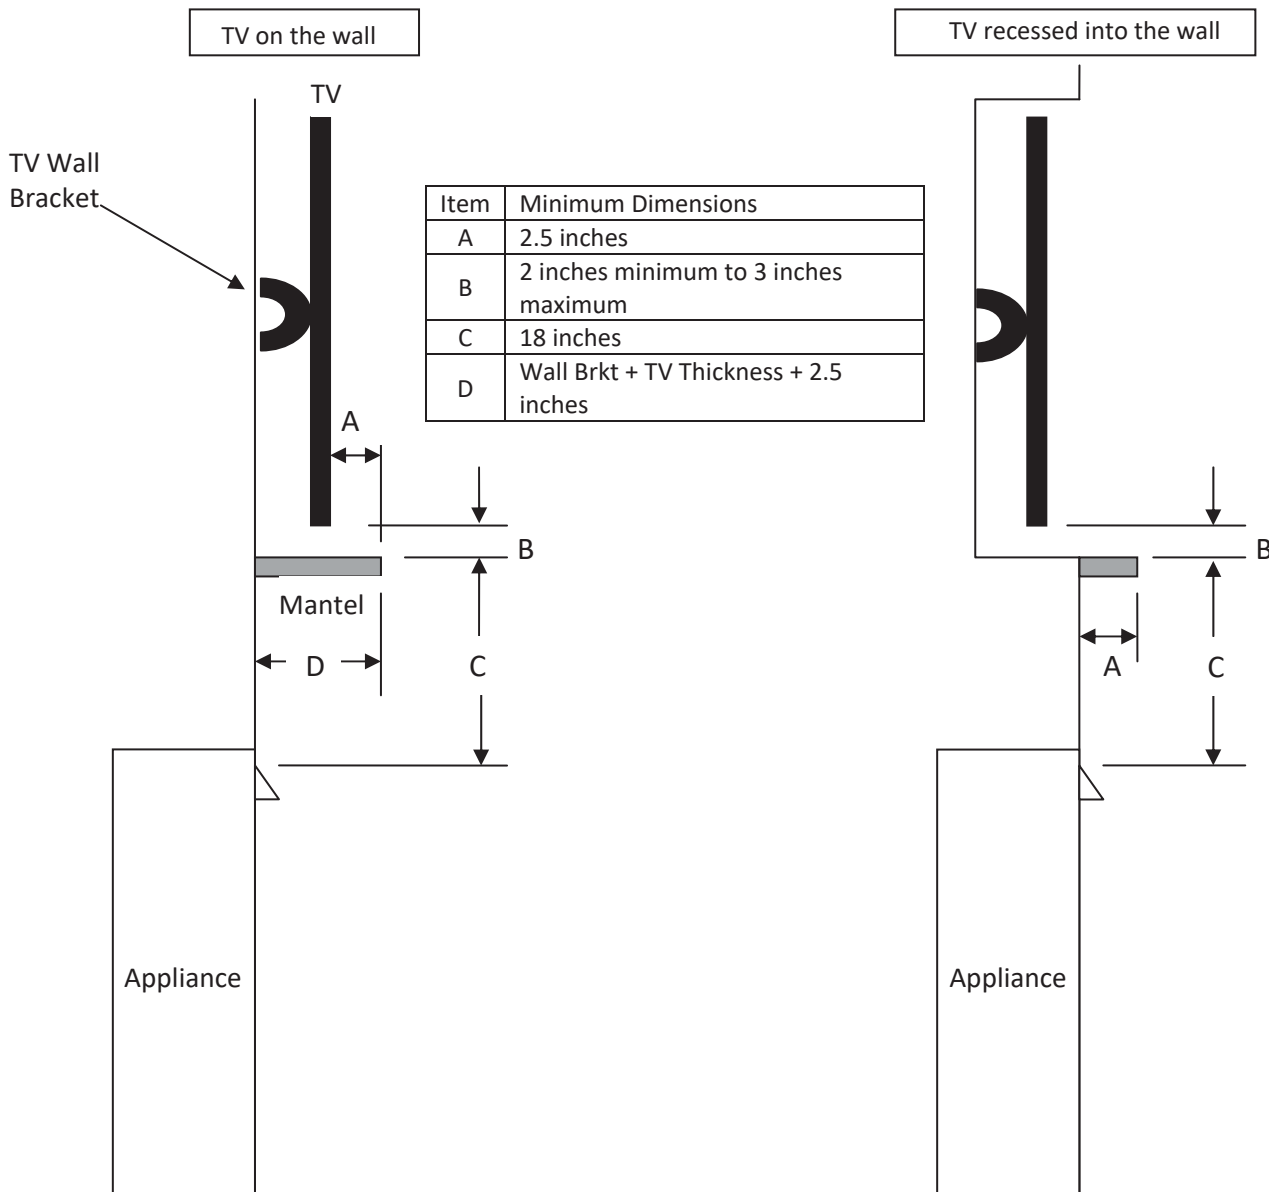 TV on the wall
TV recessed into the wall
TV
TV Wall
Bracket
Item Minimum Dimensions
A 2.5 inches
B 2 inches minimum to 3 inches
maximum
C 18 inches
D Wall Brkt + TV Thickness + 2.5
inches
A
B
Mantel
D
C
Appliance
B
A
C
Appliance